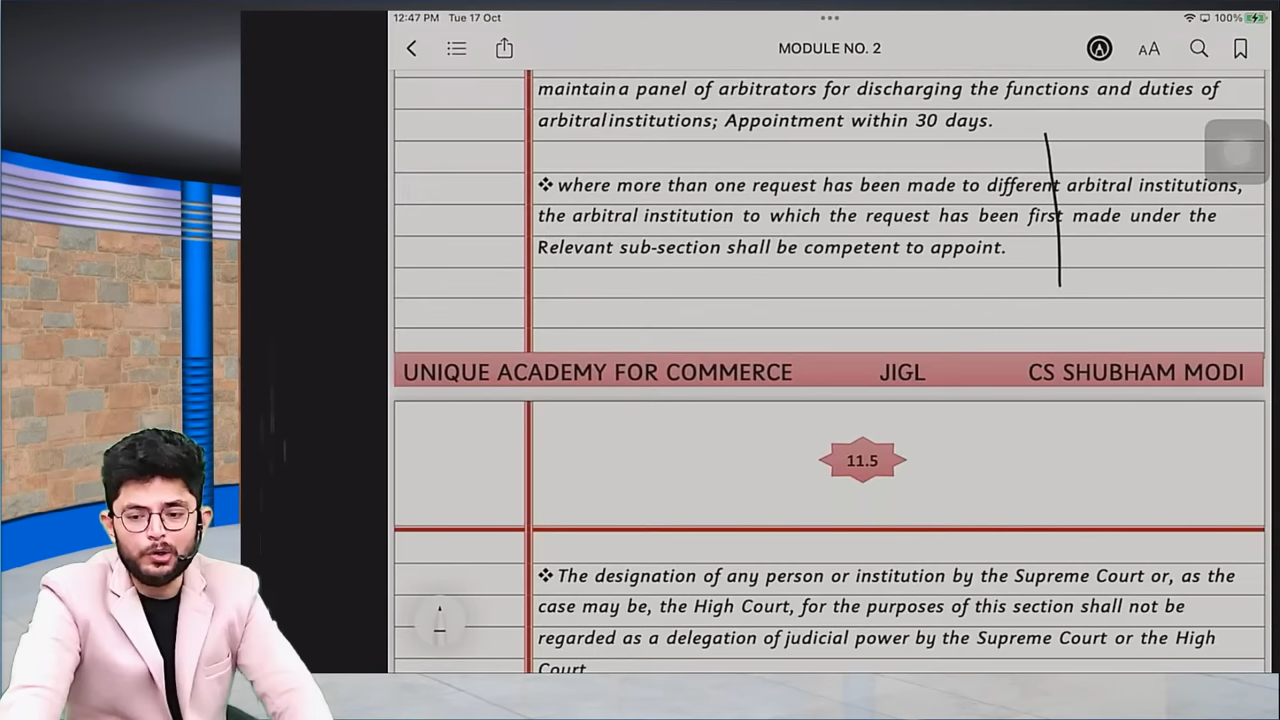 12:47 PM Tue 17 Oct
100%
MODULE NO. 2
AA
maintain a panel of arbitrators for discharging the functions and duties of
arbitral institutions; Appointment within 30 days.
❖ where more than one request has been made to different arbitral institutions,
the arbitral institution to which the request has been first made under the
Relevant sub-section shall be competent to appoint.
UNIQUE ACADEMY FOR COMMERCE JIGL CS SHUBHAM MODI
11.5
❖ The designation of any person or institution by the Supreme Court or, as the
case may be, the High Court, for the purposes of this section shall not be
regarded as a delegation of judicial power by the Supreme Court or the High
Court